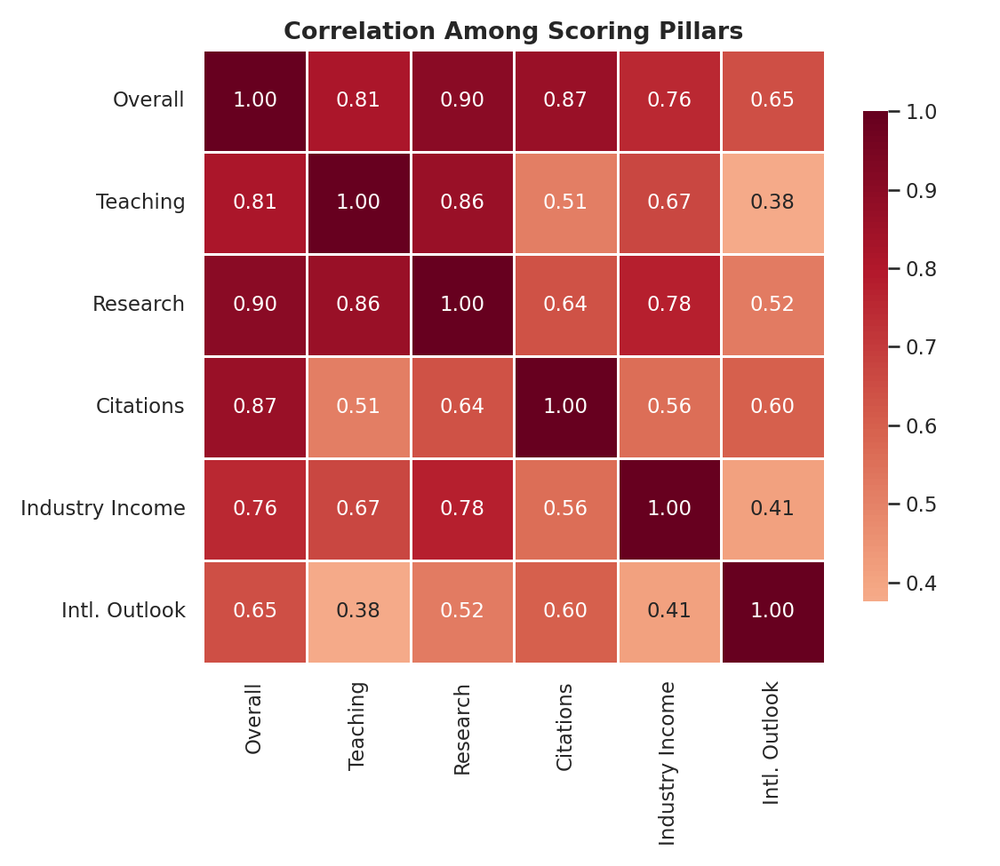 Correlation Among Scoring Pillars
Overall 1.00 0.81 0.90 0.87 0.76 0.65
Teaching 0.81 1.00 0.86 0.51 0.67 0.38
Research 0.90 0.86 1.00 0.64 0.78 0.52
Citations 0.87 0.51 0.64 1.00 0.56 0.60
Industry Income 0.76 0.67 0.78 0.56 1.00 0.41
Intl. Outlook 0.65 0.38 0.52 0.60 0.41 1.00
Overall
Teaching
Research
Citations
Industry Income
Intl. Outlook
1.0
0.9
0.8
0.7
0.6
0.5
0.4